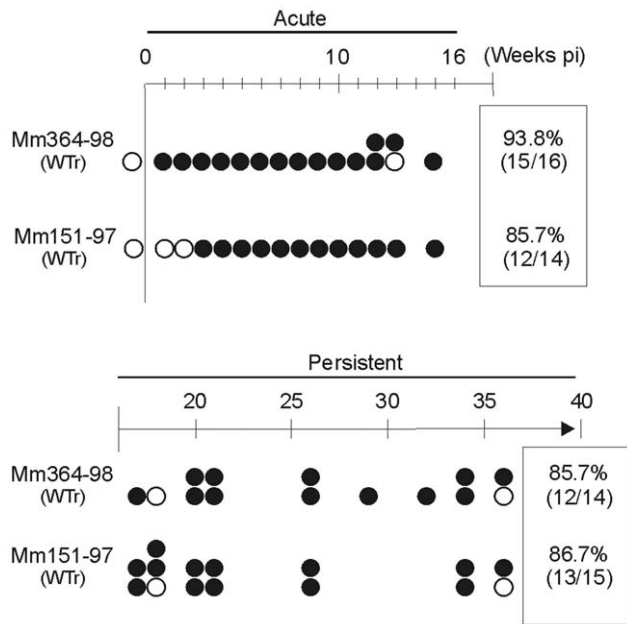 Acute
0 10 16 (Weeks pi)
Mm364-98
(WTr)
93.8%
(15/16)
Mm151-97
(WTr)
85.7%
(12/14)
Persistent
20 25 30 35 40
Mm364-98
(WTr)
85.7%
(12/14)
Mm151-97
(WTr)
86.7%
(13/15)